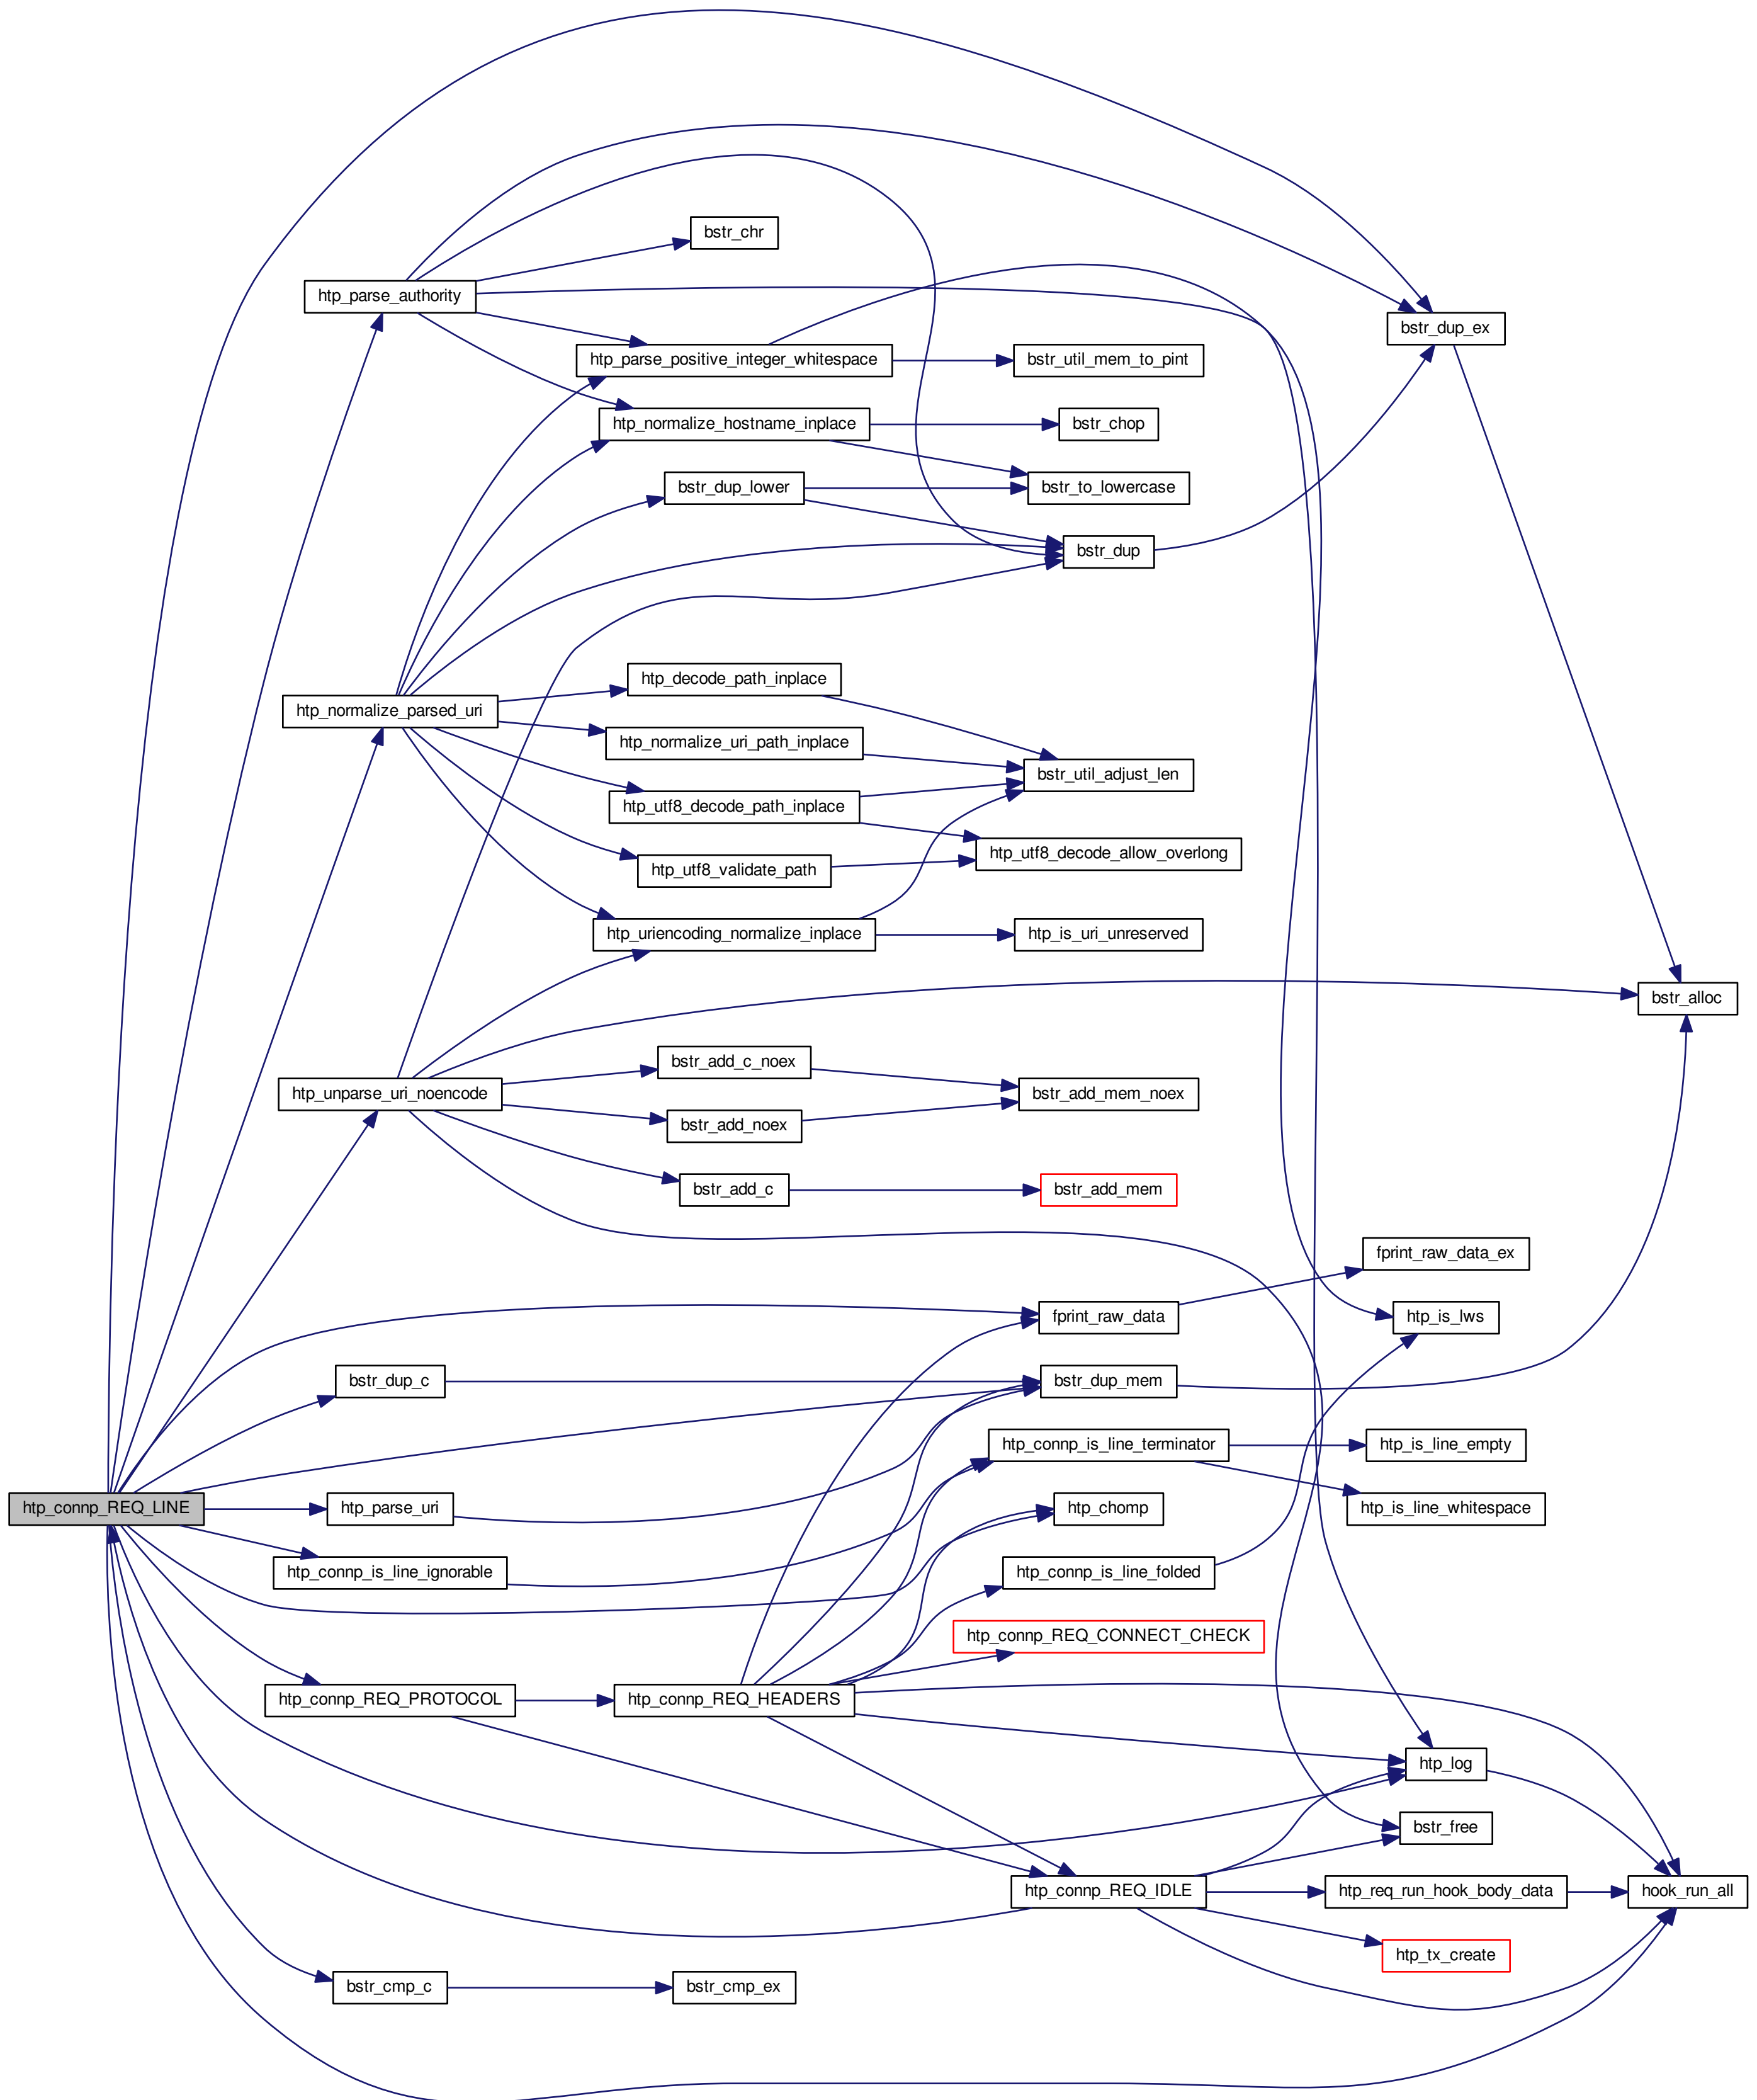 bstr_chr
htp_parse_authority
bstr_dup_ex
htp_parse_positive_integer_whitespace
bstr_util_mem_to_pint
htp_normalize_hostname_inplace
bstr_chop
bstr_dup_lower
bstr_to_lowercase
bstr_dup
htp_decode_path_inplace
htp_normalize_parsed_uri
htp_normalize_uri_path_inplace
bstr_util_adjust_len
htp_utf8_decode_path_inplace
htp_utf8_decode_allow_overlong
htp_utf8_validate_path
htp_uriencoding_normalize_inplace
htp_is_uri_unreserved
bstr_alloc
bstr_add_c_noex
htp_unparse_uri_noencode
bstr_add_mem_noex
bstr_add_noex
bstr_add_c
bstr_add_mem
fprint_raw_data_ex
fprint_raw_data
htp_is_lws
bstr_dup_c
bstr_dup_mem
htp_connp_is_line_terminator
htp_is_line_empty
htp_connp_REQ_LINE
htp_parse_uri
htp_chomp
htp_is_line_whitespace
htp_connp_is_line_ignorable
htp_connp_is_line_folded
htp_connp_REQ_CONNECT_CHECK
htp_connp_REQ_PROTOCOL
htp_connp_REQ_HEADERS
htp_log
bstr_free
htp_connp_REQ_IDLE
htp_req_run_hook_body_data
hook_run_all
htp_tx_create
bstr_cmp_c
bstr_cmp_ex